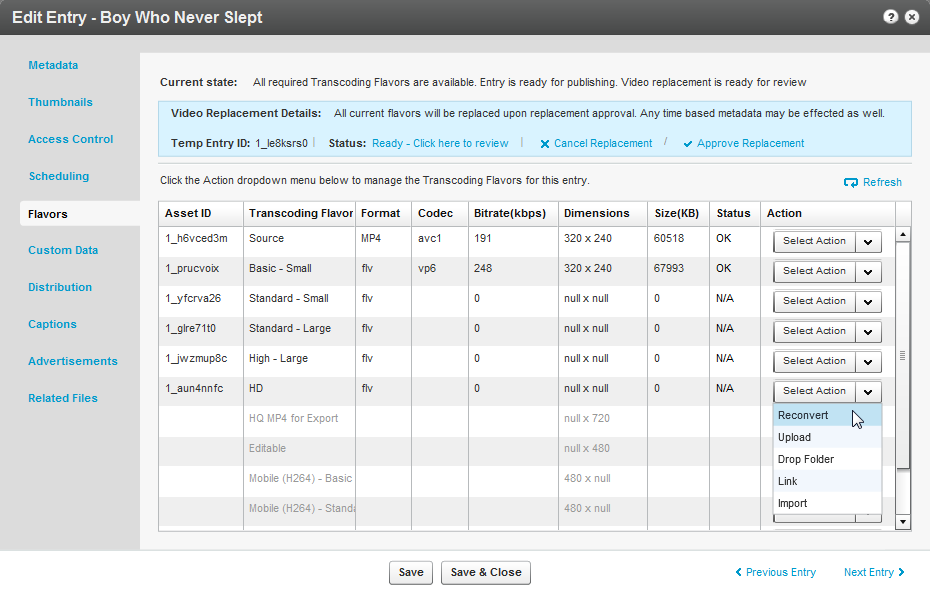 Edit Entry - Boy Who Never Slept
Metadata
Thumbnails
Access Control
Scheduling
Flavors
Custom Data
Distribution
Captions
Advertisements
Related Files
Current state: All required Transcoding Flavors are available. Entry is ready for publishing. Video replacement is ready for review
Video Replacement Details: All current flavors will be replaced upon replacement approval. Any time based metadata may be effected as well.
Temp Entry ID: 1_le8ksrs0 | Status: Ready - Click here to review | Cancel Replacement / Approve Replacement
Click the Action dropdown menu below to manage the Transcoding Flavors for this entry.
Refresh
Asset ID Transcoding Flavor Format Codec Bitrate(kbps) Dimensions Size(KB) Status Action
1_h6vced3m Source MP4 avc1 191 320 x 240 60518 OK Select Action
1_prucvoix Basic - Small flv vp6 248 320 x 240 67993 OK Select Action
1_yfcrva26 Standard - Small flv 0 null x null 0 N/A Select Action
1_glre71t0 Standard - Large flv 0 null x null 0 N/A Select Action
1_jwzmup8c High - Large flv 0 null x null 0 N/A Select Action
1_aun4nnfc HD flv 0 null x null 0 N/A Select Action
HQ MP4 for Export null x 720
Editable null x 480
Mobile (H264) - Basic 480 x null
Mobile (H264) - Standa 480 x null
Reconvert
Upload
Drop Folder
Link
Import
Save Save & Close
Previous Entry Next Entry